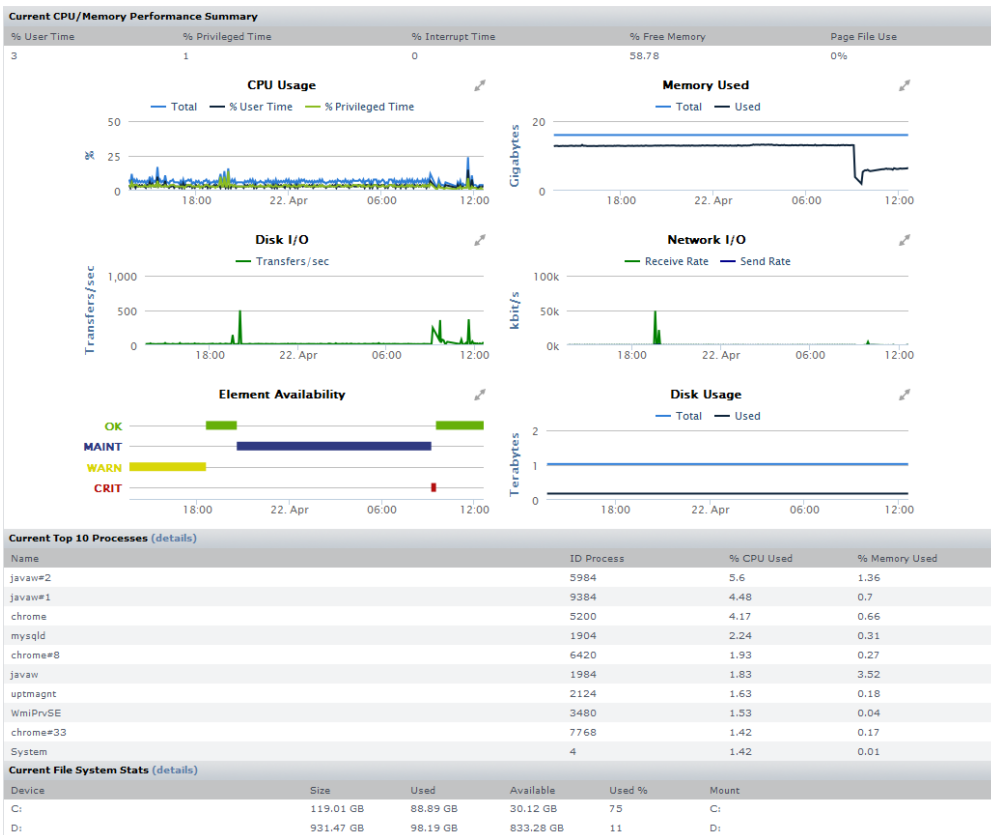 Current CPU/Memory Performance Summary
% User Time % Privileged Time % Interrupt Time % Free Memory Page File Use
3 1 0 58.78 0%
CPU Usage
Total % User Time % Privileged Time
50
%
25
0
18:00 22. Apr 06:00 12:00
Memory Used
Total Used
20
Gigabytes
10
0
18:00 22. Apr 06:00 12:00
Disk I/O
Transfers/sec
1,000
Transfers/sec
500
0
18:00 22. Apr 06:00 12:00
Network I/O
Receive Rate Send Rate
100k
kbit/s
50k
0k
18:00 22. Apr 06:00 12:00
Element Availability
OK
MAINT
WARN
CRIT
18:00 22. Apr 06:00 12:00
Disk Usage
Total Used
2
Terabytes
1
0
18:00 22. Apr 06:00 12:00
Current Top 10 Processes (details)
Name ID Process % CPU Used % Memory Used
javaw#2 5984 5.6 1.36
javaw#1 9384 4.48 0.7
chrome 5200 4.17 0.66
mysqld 1904 2.24 0.31
chrome#8 6420 1.93 0.27
javaw 1984 1.83 3.52
uptmagnt 2124 1.63 0.18
WmiPrvSE 3480 1.53 0.04
chrome#33 7768 1.42 0.17
System 4 1.42 0.01
Current File System Stats (details)
Device Size Used Available Used % Mount
C: 119.01 GB 88.89 GB 30.12 GB 75 C:
D: 931.47 GB 98.19 GB 833.28 GB 11 D: